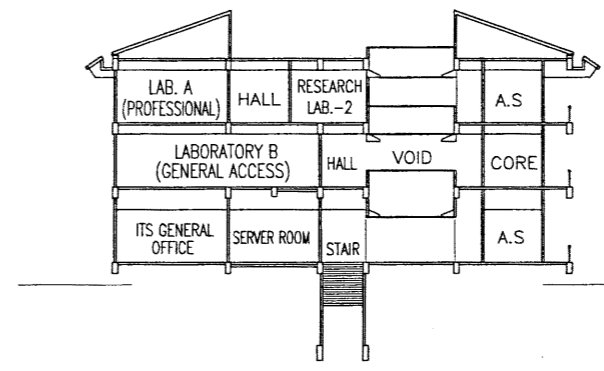 LAB. A
(PROFESSIONAL)
HALL
RESEARCH
LAB.-2
A.S
LABORATORY B
(GENERAL ACCESS)
HALL
VOID
CORE
ITS GENERAL
OFFICE
SERVER ROOM
STAIR
A.S